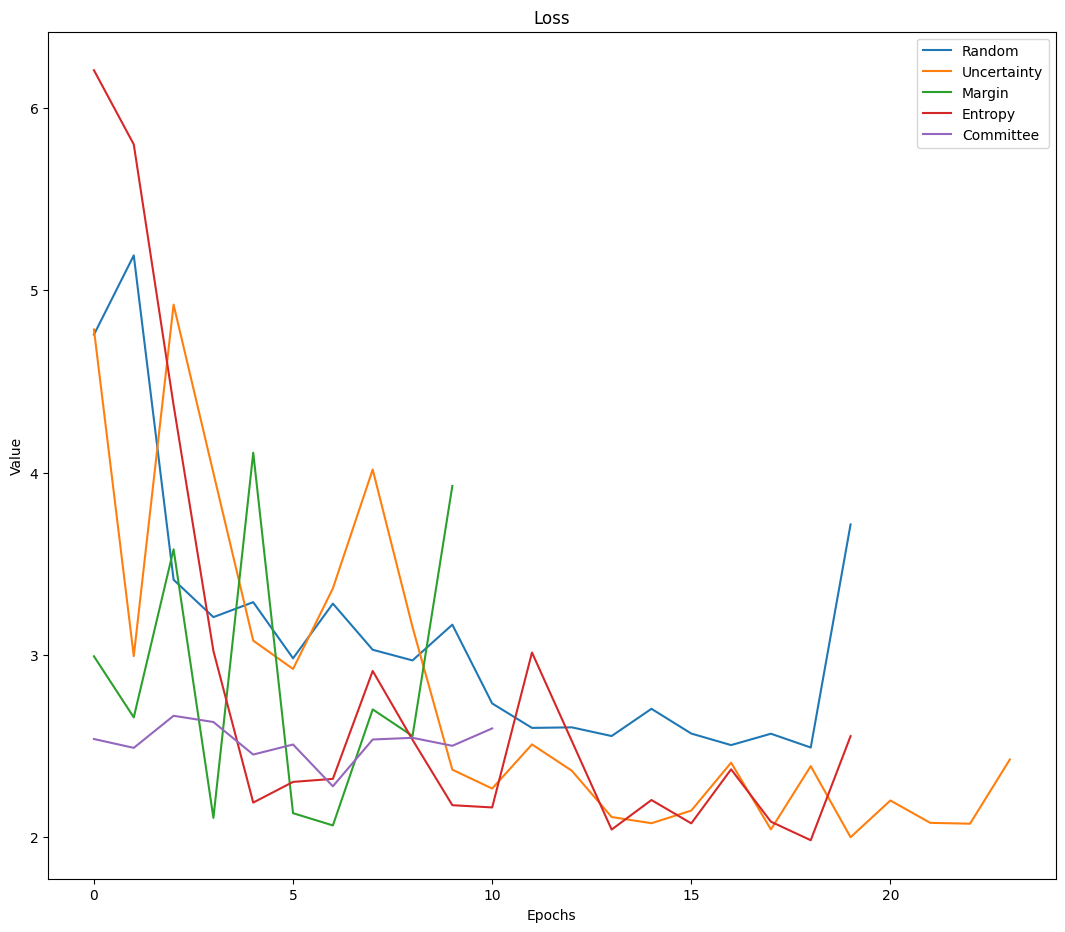 Loss
Random
Uncertainty
Margin
Entropy
Committee
6
5
4
3
2
Value
0
5
10
15
20
Epochs